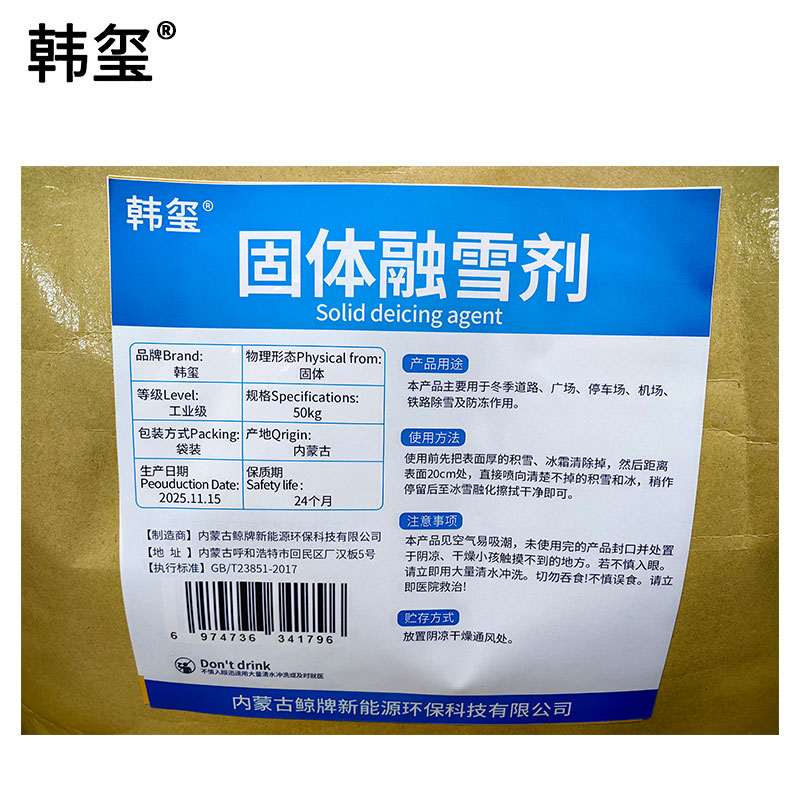 韩玺®
韩玺®
固体融雪剂
Solid deicing agent
品牌Brand:
韩玺
物理形态Physical from:
固体
等级Level:
工业级
规格Specifications:
50kg
包装方式Packing:
袋装
产地Qrigin:
内蒙古
生产日期
Peouduction Date:
2025.11.15
保质期
Safety life:
24个月
【制造商】内蒙古鲸牌新能源环保科技有限公司
【地 址】内蒙古呼和浩特市回民区厂汉板5号
【执行标准】GB/T23851-2017
6 974736 341796
Don't drink
不慎入眼迅速用大量清水冲洗或及时就医
产品用途
本产品主要用于冬季道路、广场、停车场、机场、
铁路除雪及防冻作用。
使用方法
使用前先把表面厚的积雪、冰霜清除掉，然后距离
表面20cm处，直接喷向清楚不掉的积雪和冰，稍作
停留后至冰雪融化擦拭干净即可。
注意事项
本产品见空气易吸潮，未使用完的产品封口并处置
于阴凉、干燥小孩触摸不到的地方。若不慎入眼。
请立即用大量清水冲洗。切勿吞食!不慎误食。请立
即医院救治!
贮存方式
放置阴凉干燥通风处。
内蒙古鲸牌新能源环保科技有限公司